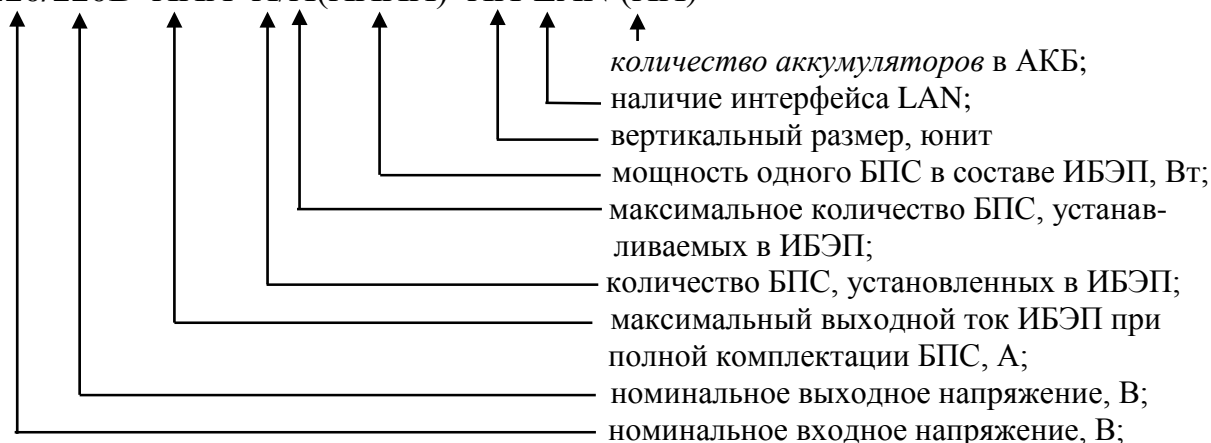 количество аккумуляторов в АКБ;
наличие интерфейса LAN;
вертикальный размер, юнит
мощность одного БПС в составе ИБЭП, Вт;
максимальное количество БПС, устанав-
ливаемых в ИБЭП;
количество БПС, установленных в ИБЭП;
максимальный выходной ток ИБЭП при
полной комплектации БПС, А;
номинальное выходное напряжение, В;
номинальное входное напряжение, В;